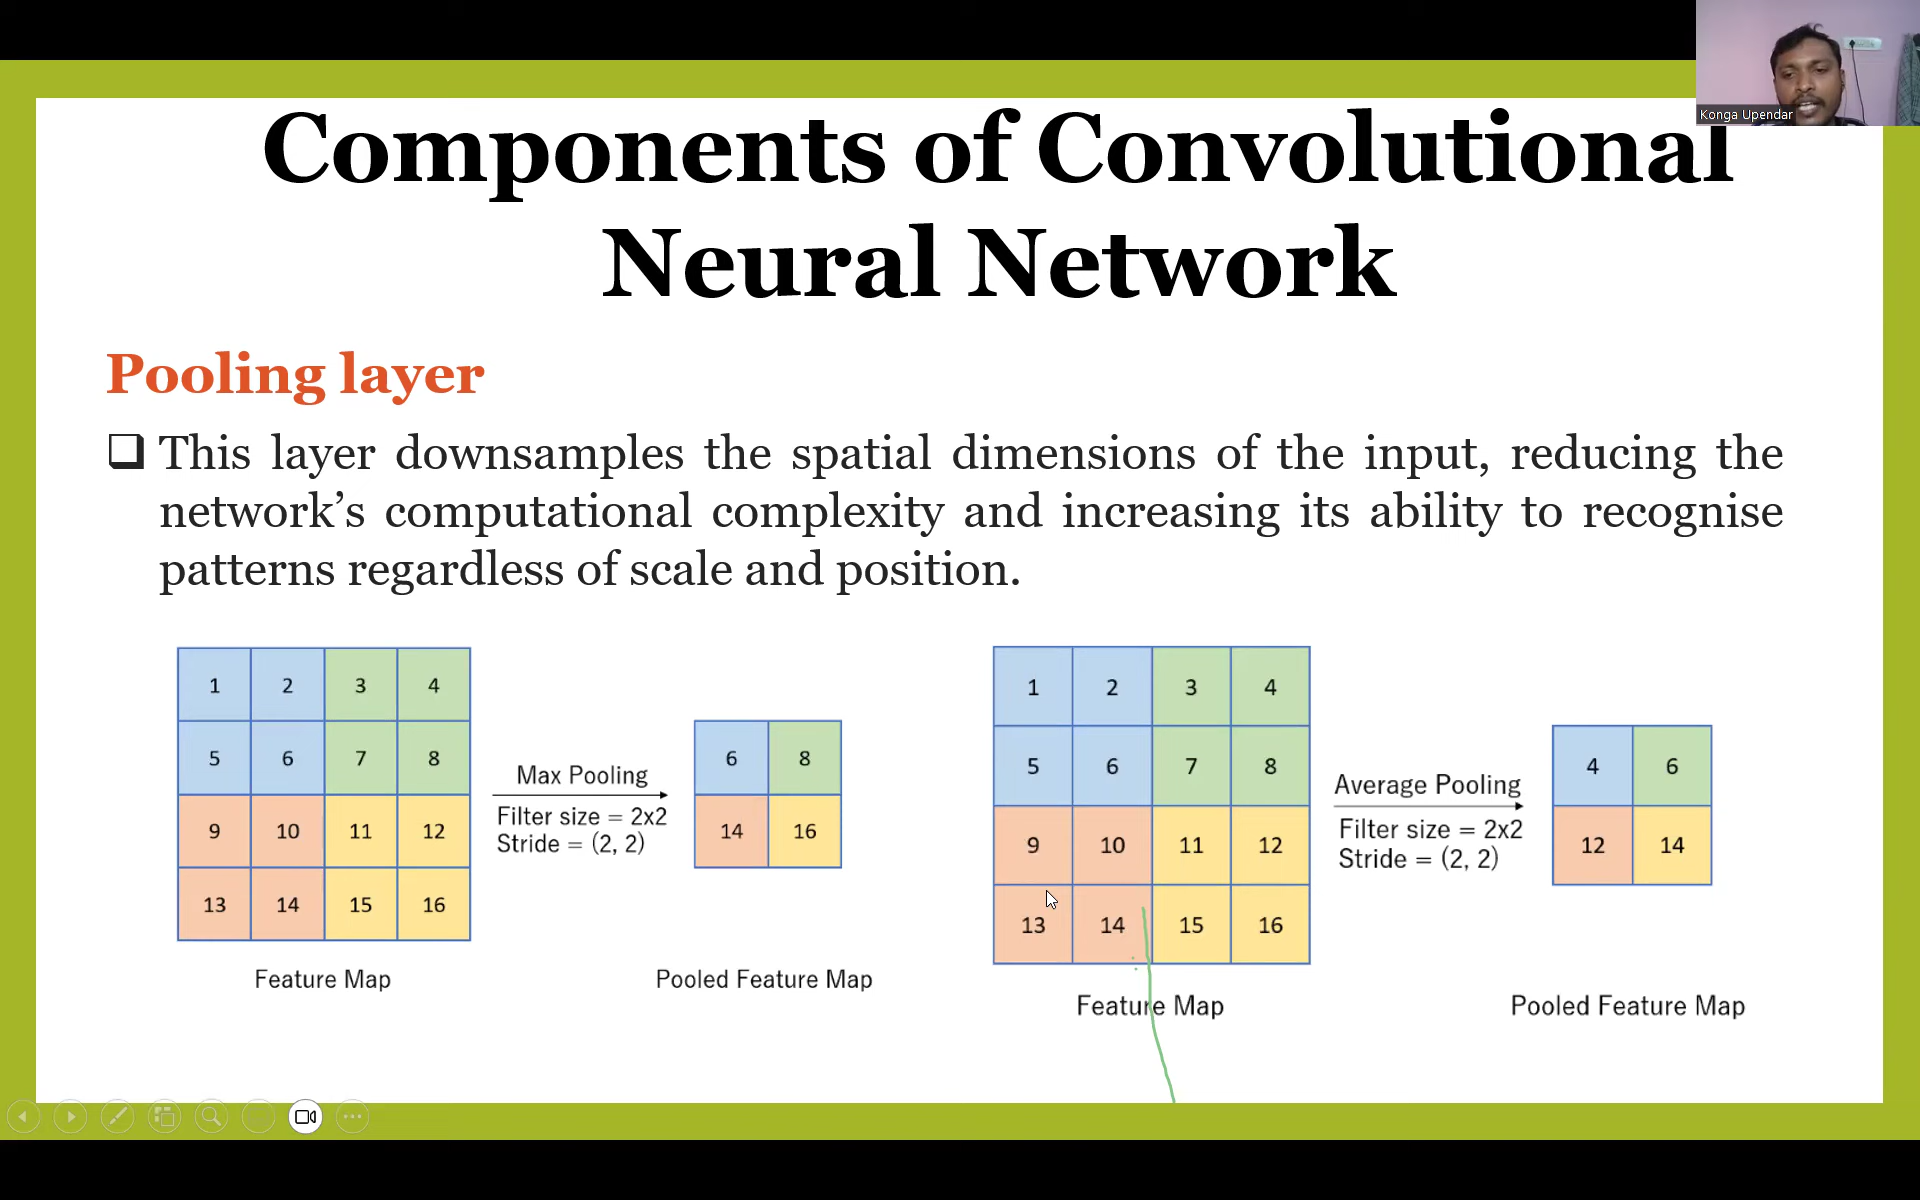 Konga Upendar
Components of Convolutional
Neural Network
Pooling layer
This layer downsamples the spatial dimensions of the input, reducing the
network’s computational complexity and increasing its ability to recognise
patterns regardless of scale and position.
1 2 3 4
5 6 7 8
9 10 11 12
13 14 15 16
Feature Map
Max Pooling
Filter size = 2x2
Stride = (2, 2)
6 8
14 16
Pooled Feature Map
1 2 3 4
5 6 7 8
9 10 11 12
13 14 15 16
Feature Map
Average Pooling
Filter size = 2x2
Stride = (2, 2)
4 6
12 14
Pooled Feature Map